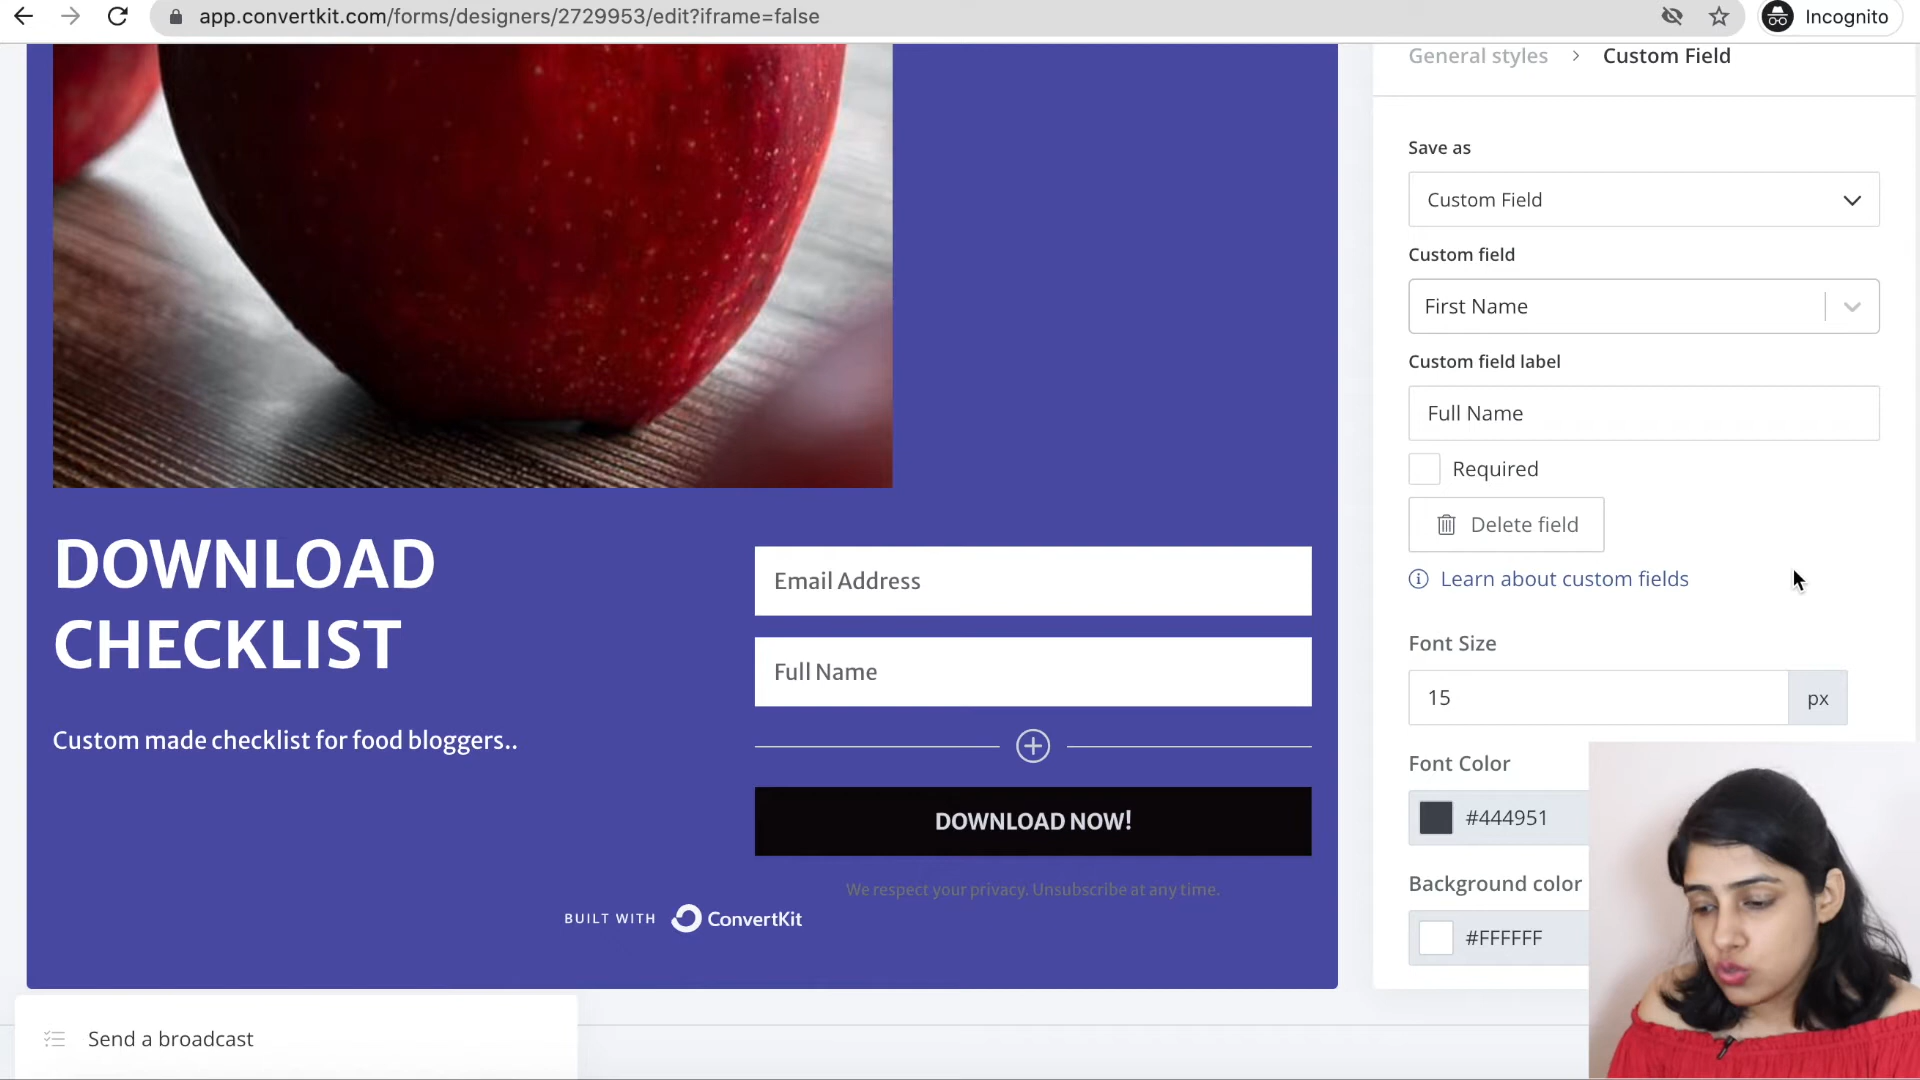 app.convertkit.com/forms/designers/2729953/edit?iframe=false
Incognito
General styles > Custom Field
Save as
Custom Field
Custom field
First Name
Custom field label
Full Name
Required
Delete field
Learn about custom fields
Font Size
15
px
Font Color
#444951
Background color
#FFFFFF
DOWNLOAD
CHECKLIST
Custom made checklist for food bloggers..
Email Address
Full Name
DOWNLOAD NOW!
We respect your privacy. Unsubscribe at any time.
BUILT WITH ConvertKit
Send a broadcast